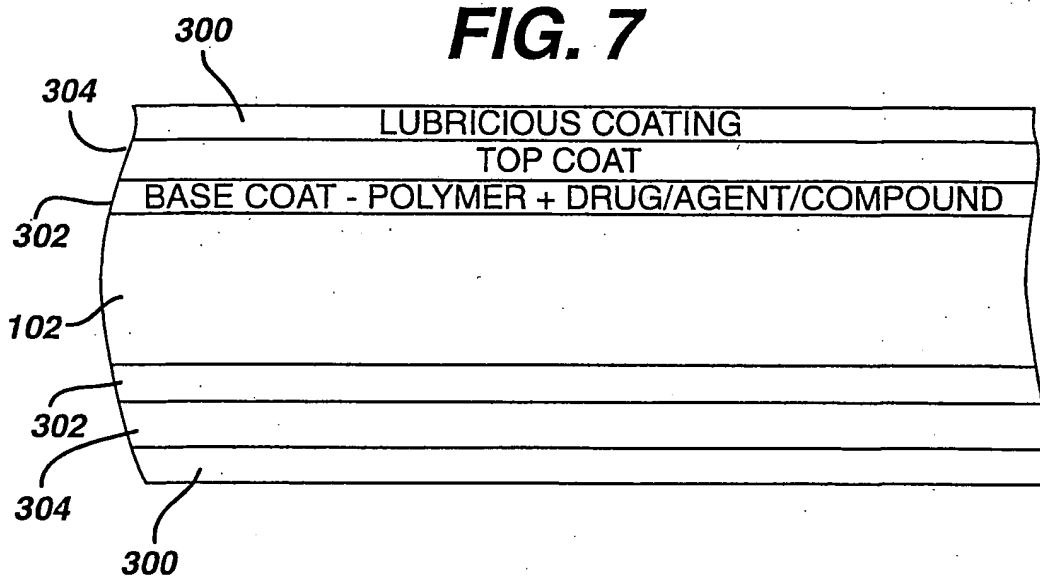 FIG. 7
300
304
LUBRICIOUS COATING
TOP COAT
BASE COAT - POLYMER + DRUG/AGENT/COMPOUND
302
102
302
304
300